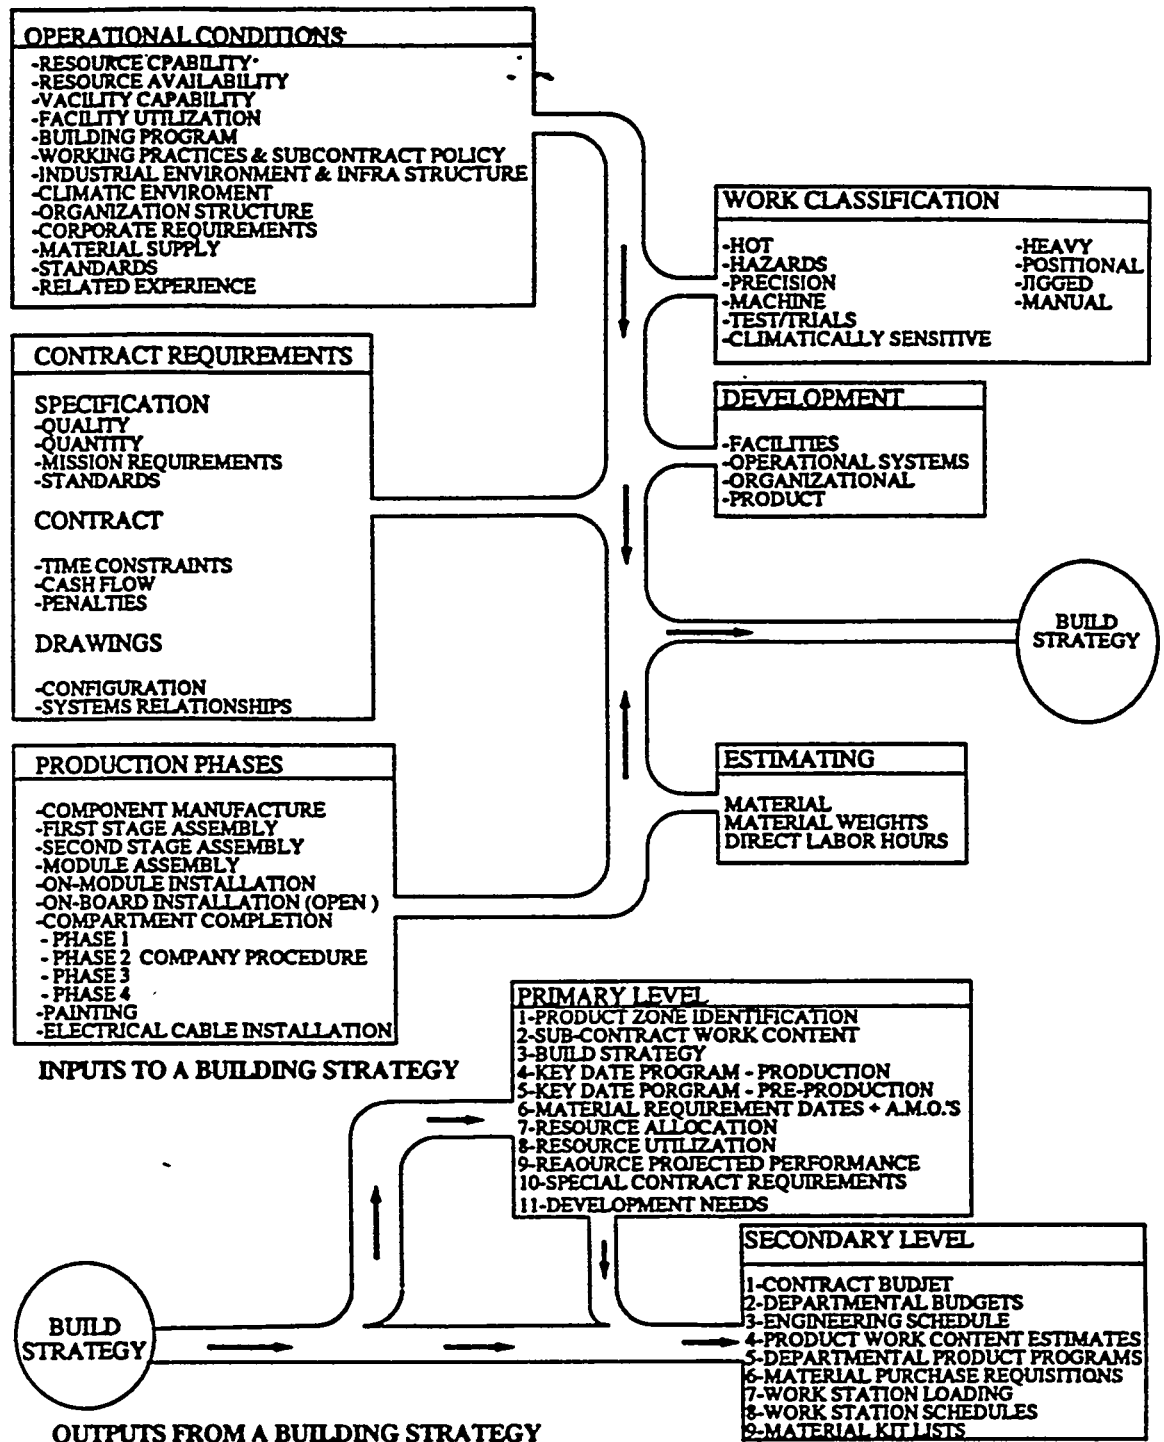 OPERATIONAL CONDITIONS
-RESOURCE CPABILITY
-RESOURCE AVAILABILITY
-VACILITY CAPABILITY
-FACILITY UTILIZATION
-BUILDING PROGRAM
-WORKING PRACTICES & SUBCONTRACT POLICY
-INDUSTRIAL ENVIRONMENT & INFRA STRUCTURE
-CLIMATIC ENVIROMENT
-ORGANIZATION STRUCTURE
-CORPORATE REQUIREMENTS
-MATERIAL SUPPLY
-STANDARDS
-RELATED EXPERIENCE
WORK CLASSIFICATION
-HOT
-HAZARDS
-PRECISION
-MACHINE
-TEST/TRIALS
-CLIMATICALLY SENSITIVE
-HEAVY
-POSITIONAL
-JIGGED
-MANUAL
CONTRACT REQUIREMENTS
SPECIFICATION
-QUALITY
-QUANTITY
-MISSION REQUIREMENTS
-STANDARDS
CONTRACT
-TIME CONSTRAINTS
-CASH FLOW
-PENALTIES
DRAWINGS
-CONFIGURATION
-SYSTEMS RELATIONSHIPS
DEVELOPMENT
-FACILITIES
-OPERATIONAL SYSTEMS
-ORGANIZATIONAL
-PRODUCT
BUILD
STRATEGY
PRODUCTION PHASES
-COMPONENT MANUFACTURE
-FIRST STAGE ASSEMBLY
-SECOND STAGE ASSEMBLY
-MODULE ASSEMBLY
-ON-MODULE INSTALLATION
-ON-BOARD INSTALLATION (OPEN )
-COMPARTMENT COMPLETION
- PHASE 1
- PHASE 2 COMPANY PROCEDURE
- PHASE 3
- PHASE 4
-PAINTING
-ELECTRICAL CABLE INSTALLATION
ESTIMATING
MATERIAL
MATERIAL WEIGHTS
DIRECT LABOR HOURS
INPUTS TO A BUILDING STRATEGY
PRIMARY LEVEL
1-PRODUCT ZONE IDENTIFICATION
2-SUB-CONTRACT WORK CONTENT
3-BUILD STRATEGY
4-KEY DATE PROGRAM - PRODUCTION
5-KEY DATE PORGRAM - PRE-PRODUCTION
6-MATERIAL REQUIREMENT DATES + A.M.O.'S
7-RESOURCE ALLOCATION
8-RESOURCE UTILIZATION
9-REAOURCE PROJECTED PERFORMANCE
10-SPECIAL CONTRACT REQUIREMENTS
11-DEVELOPMENT NEEDS
SECONDARY LEVEL
1-CONTRACT BUDJET
2-DEPARTMENTAL BUDGETS
3-ENGINEERING SCHEDULE
4-PRODUCT WORK CONTENT ESTIMATES
5-DEPARTMENTAL PRODUCT PROGRAMS
6-MATERIAL PURCHASE REQUISITIONS
7-WORK STATION LOADING
8-WORK STATION SCHEDULES
9-MATERIAL KIT LISTS
BUILD
STRATEGY
OUTPUTS FROM A BUILDING STRATEGY